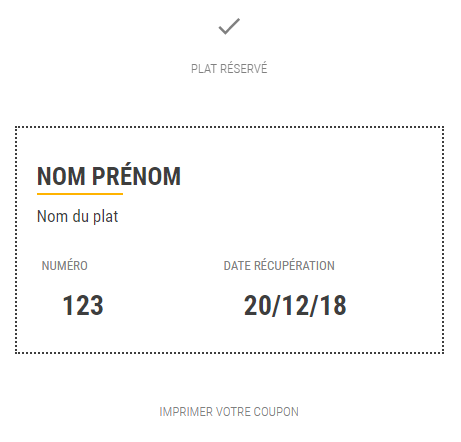 PLAT RÉSERVÉ
NOM PRÉNOM
Nom du plat
NUMÉRO DATE RÉCUPÉRATION
123 20/12/18
IMPRIMER VOTRE COUPON